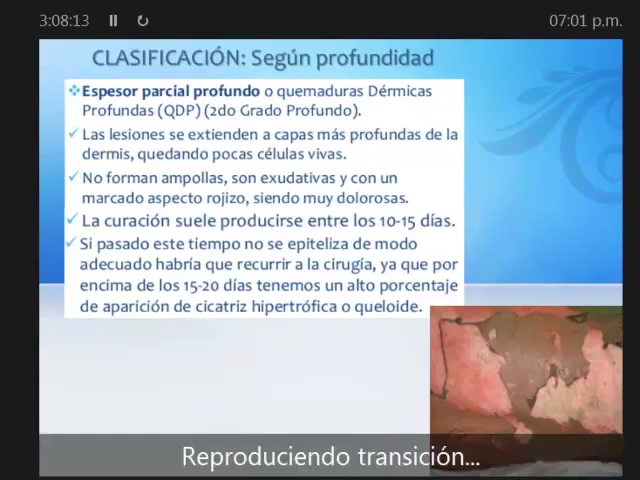 3:08:13
07:01 p.m.
CLASIFICACIÓN: Según profundidad
Espesor parcial profundo o quemaduras Dérmicas
Profundas (QDP) (2do Grado Profundo).
Las lesiones se extienden a capas más profundas de la
dermis, quedando pocas células vivas.
No forman ampollas, son exudativas y con un
marcado aspecto rojizo, siendo muy dolorosas.
La curación suele producirse entre los 10-15 días.
Si pasado este tiempo no se epiteliza de modo
adecuado habría que recurrir a la cirugía, ya que por
encima de los 15-20 días tenemos un alto porcentaje
de aparición de cicatriz hipertrófica o queloide.
Reproduciendo transición...